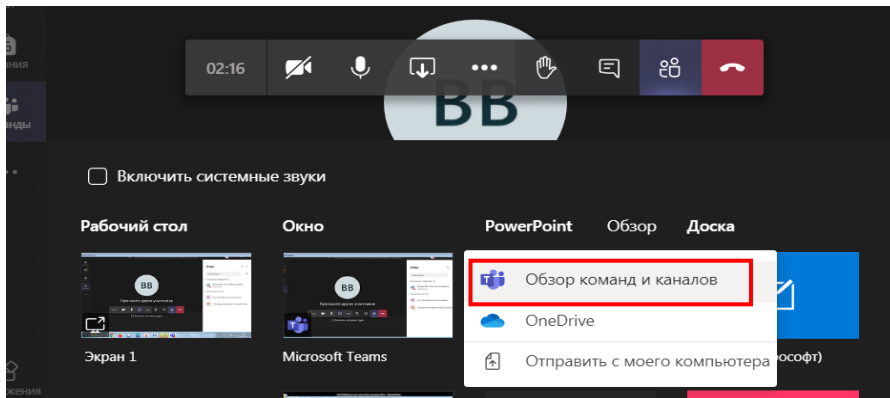 02:16
ВВ
Включить системные звуки
Рабочий стол
Окно
PowerPoint
Обзор
Доска
Обзор команд и каналов
OneDrive
Отправить с моего компьютера
Экран 1
Microsoft Teams